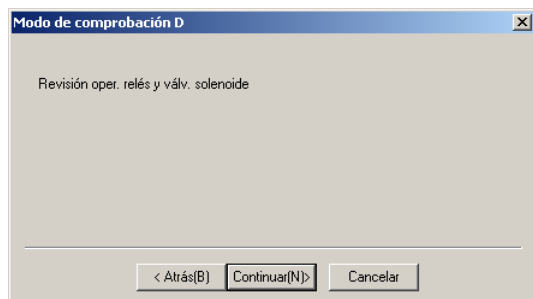 Modo de comprobación D
Revisión oper. relés y válv. solenoide
< Atrás(B)
Continuar(N)>
Cancelar